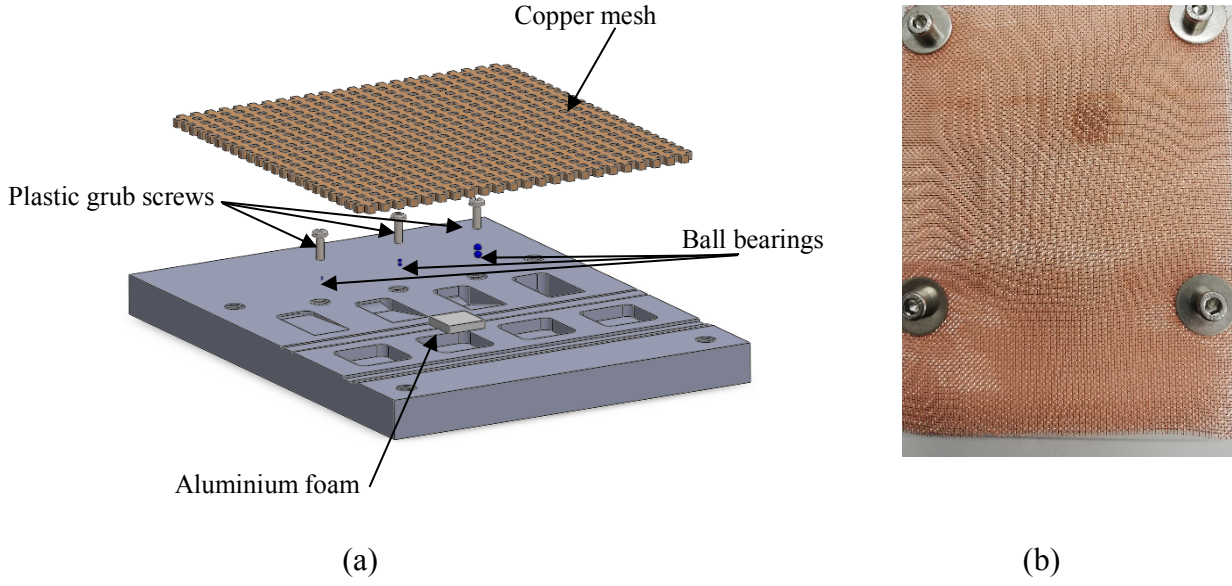 Copper mesh
Plastic grub screws
Ball bearings
Aluminium foam
(a)
(b)